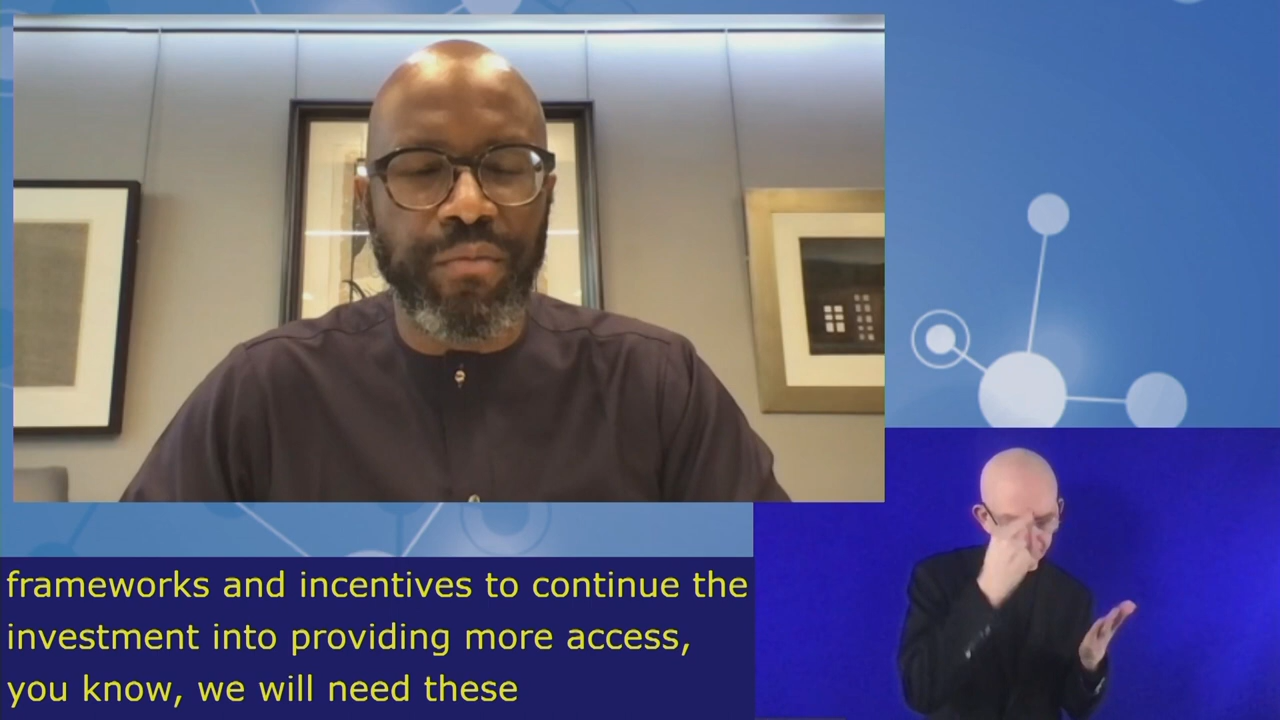 frameworks and incentives to continue the
investment into providing more access,
you know, we will need these